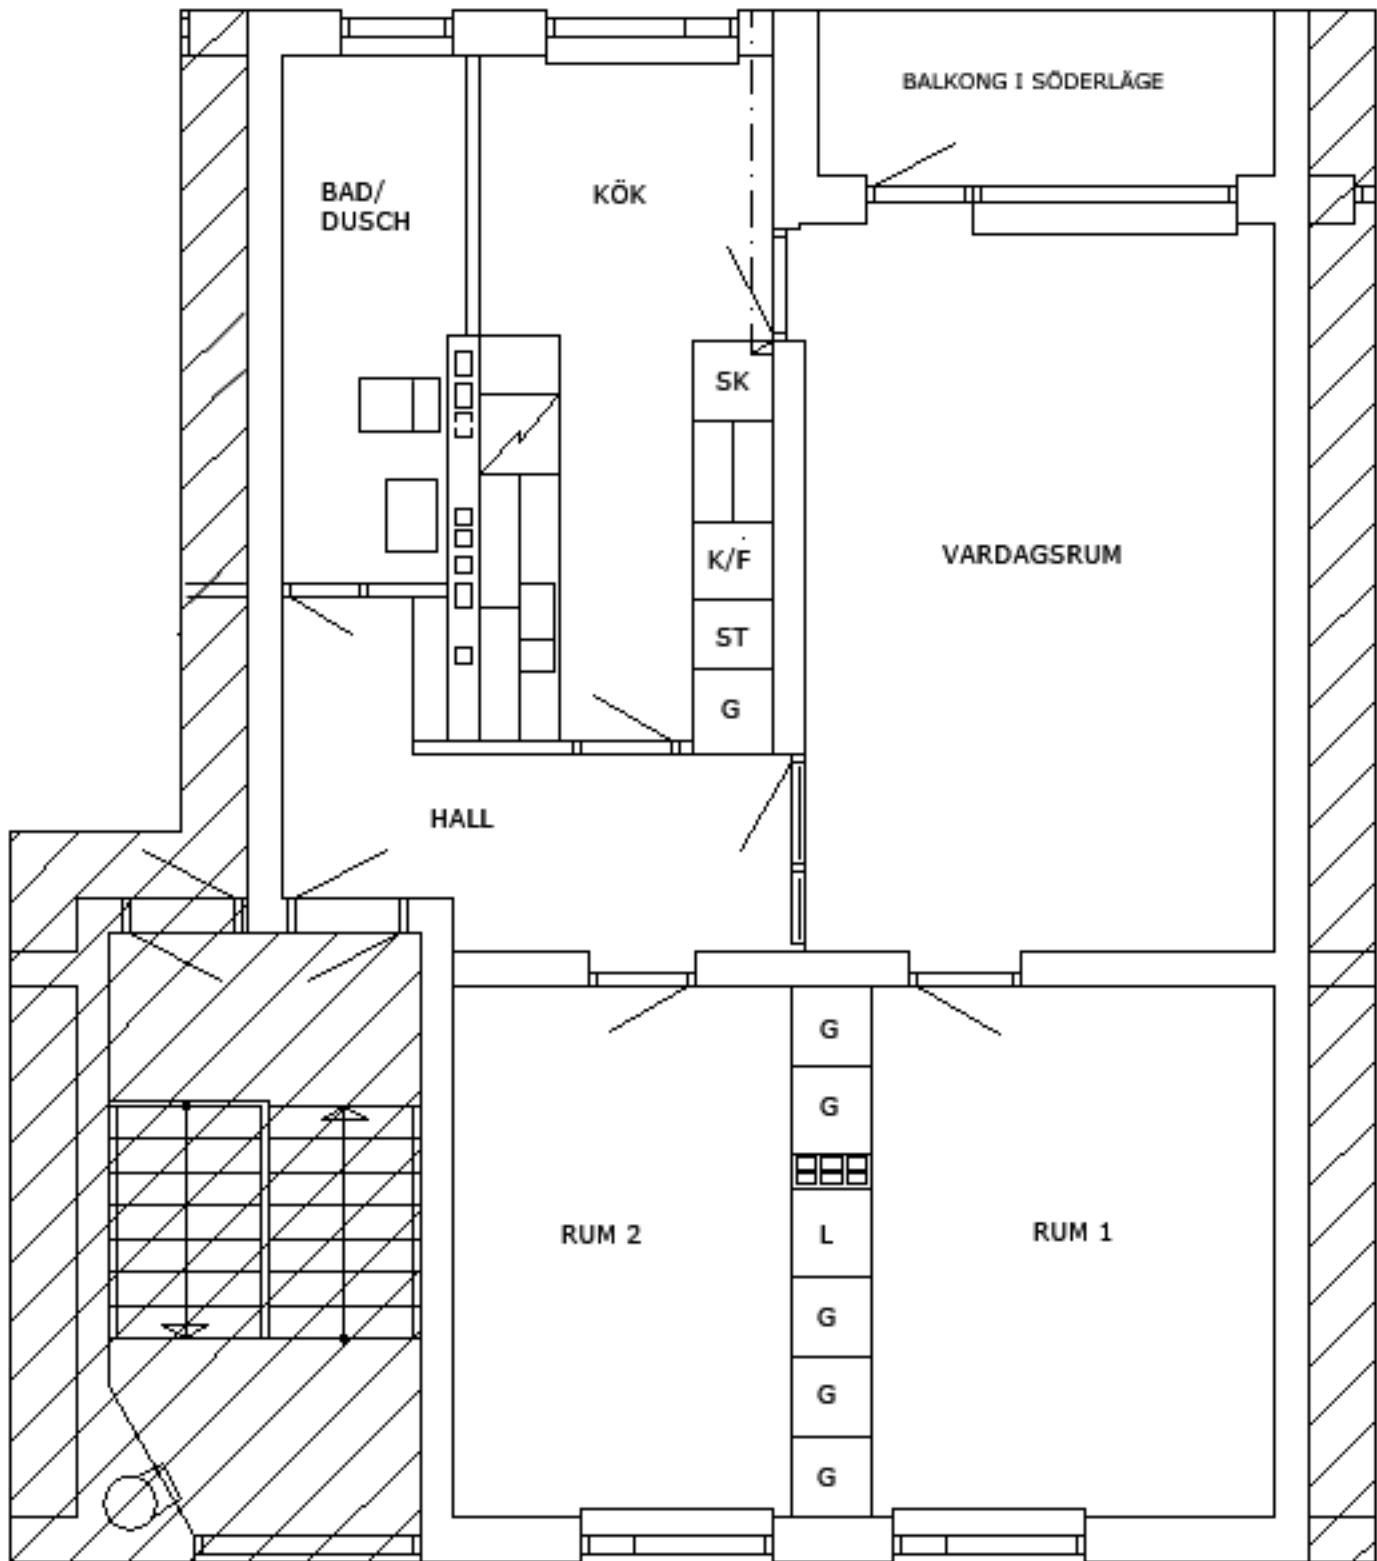 BALKONG I SÖDERLÄGE
BAD/
DUSCH
KÖK
SK
K/F
ST
G
VARDAGSRUM
HALL
G
G
L
G
G
G
RUM 2
RUM 1